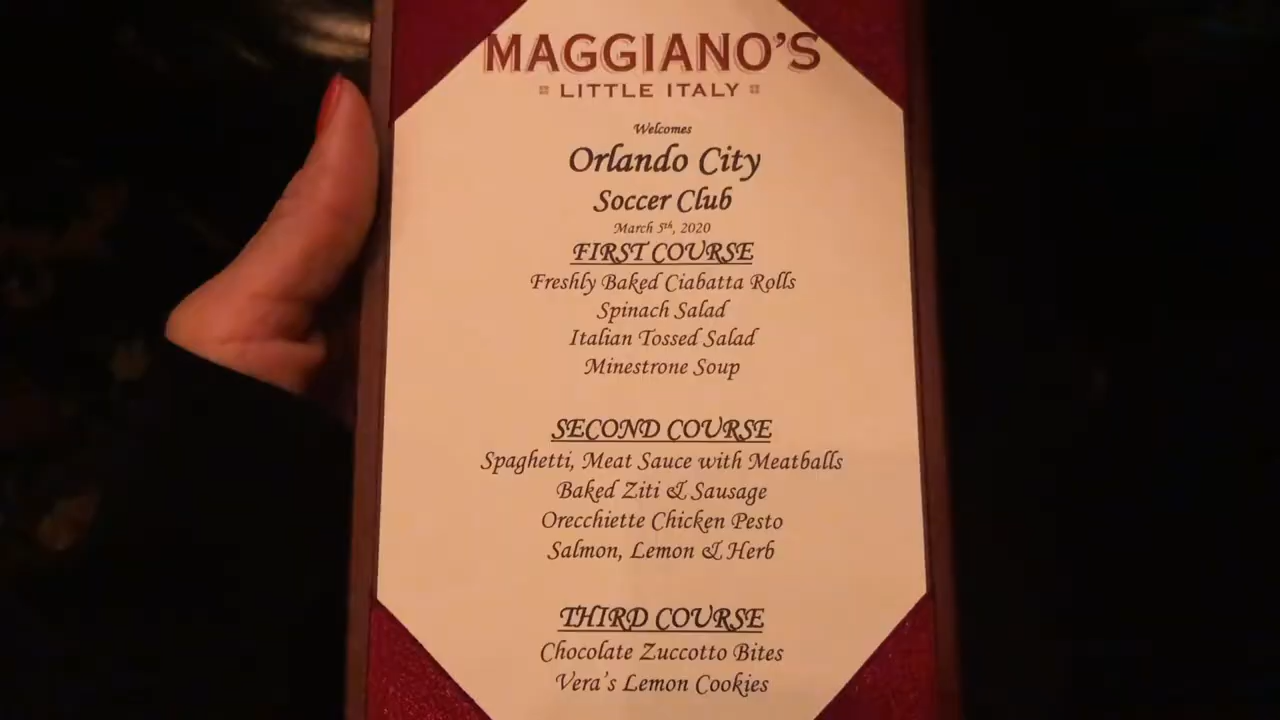 MAGGIANO'S
LITTLE ITALY
Welcomes
Orlando City
Soccer Club
March 5th, 2020
FIRST COURSE
Freshly Baked Ciabatta Rolls
Spinach Salad
Italian Tossed Salad
Minestrone Soup
SECOND COURSE
Spaghetti, Meat Sauce with Meatballs
Baked Ziti & Sausage
Orecchiette Chicken Pesto
Salmon, Lemon & Herb
THIRD COURSE
Chocolate Zuccotto Bites
Vera's Lemon Cookies